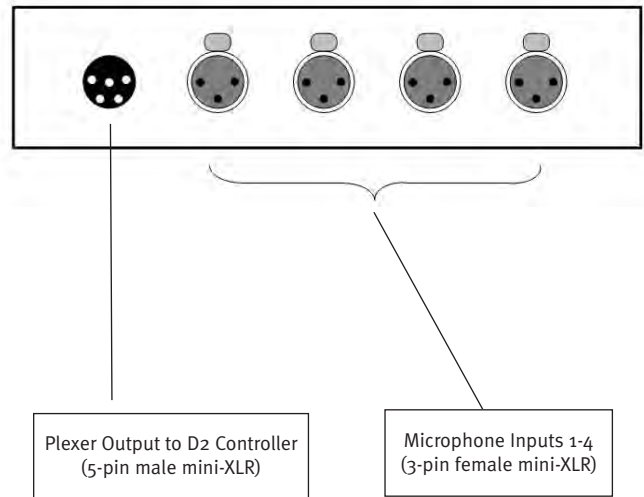 Plexer Output to D2 Controller
(5-pin male mini-XLR)
Microphone Inputs 1-4
(3-pin female mini-XLR)